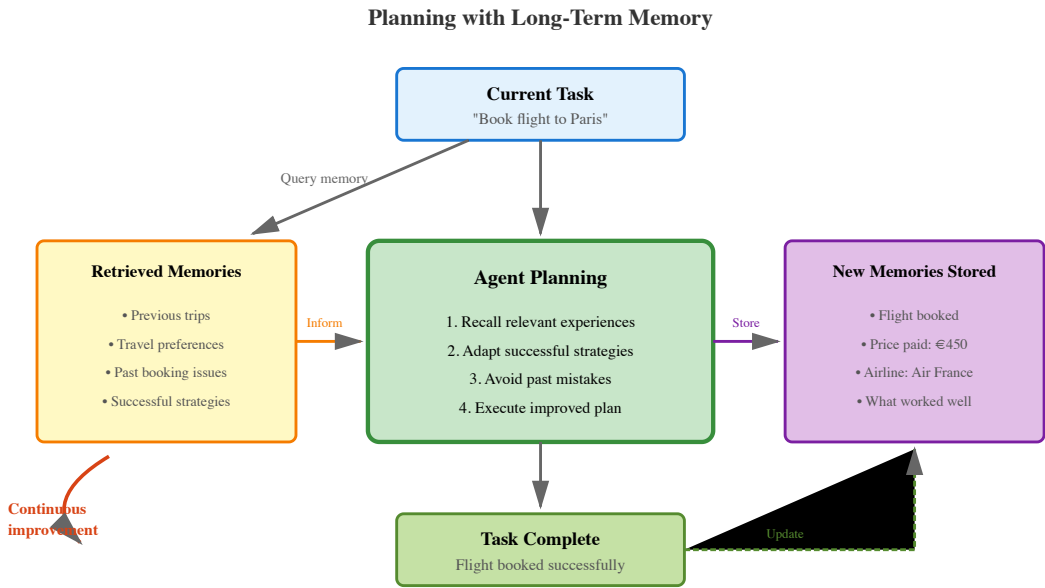 Planning with Long-Term Memory
Current Task
"Book flight to Paris"
Query memory
Retrieved Memories
• Previous trips
• Travel preferences
• Past booking issues
• Successful strategies
Inform
Agent Planning
1. Recall relevant experiences
2. Adapt successful strategies
3. Avoid past mistakes
4. Execute improved plan
Store
New Memories Stored
• Flight booked
• Price paid: €450
• Airline: Air France
• What worked well
Continuous
improvement
Task Complete
Flight booked successfully
Update